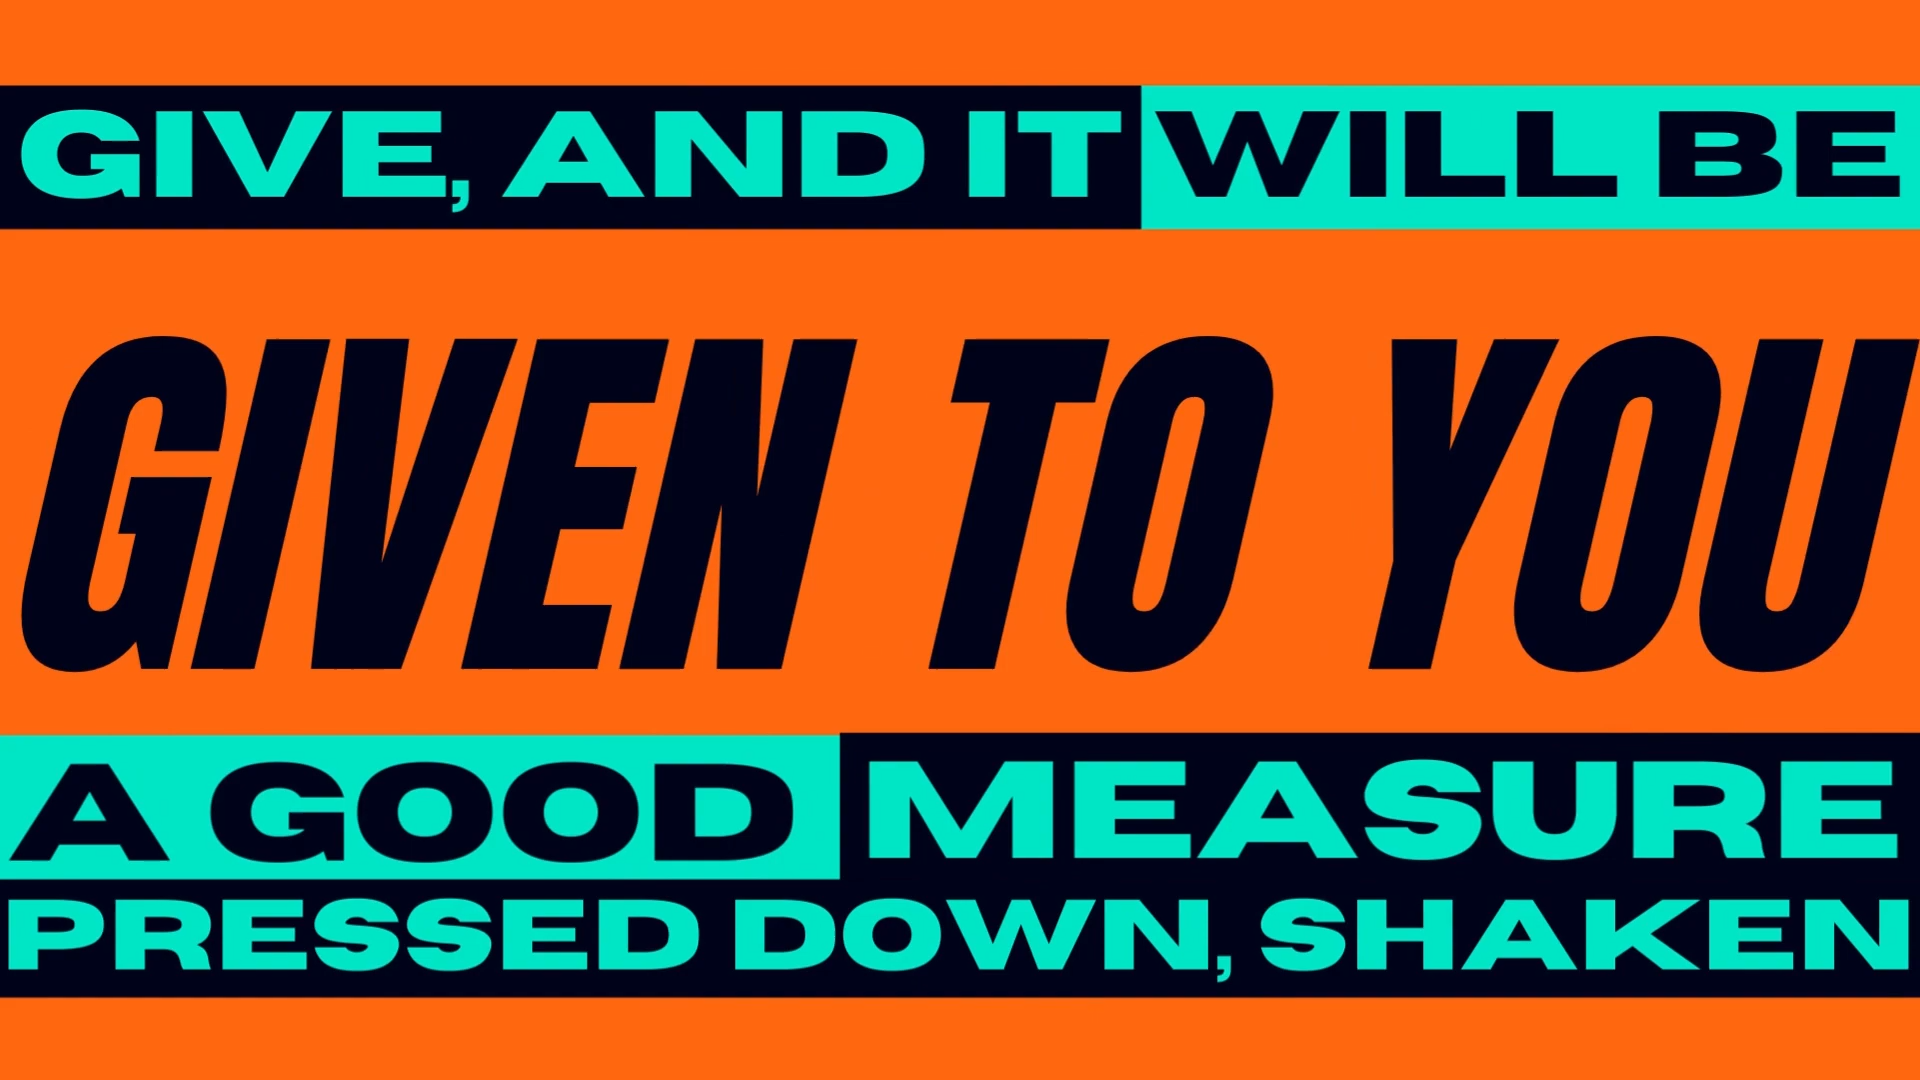 GIVE, AND IT WILL BE
GIVEN TO YOU
A GOOD MEASURE
PRESSED DOWN, SHAKEN